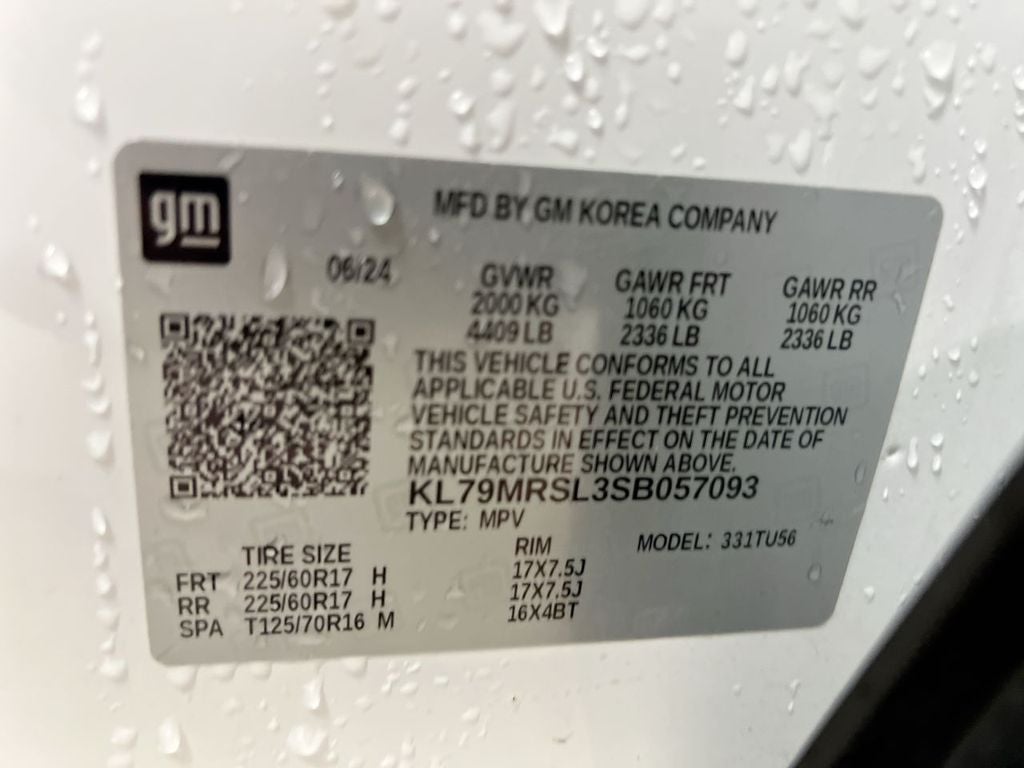 gm
MFD BY GM KOREA COMPANY
06/24 GVWR GAWR FRT GAWR RR
2000 KG 1060 KG 1060 KG
4409 LB 2336 LB 2336 LB
THIS VEHICLE CONFORMS TO ALL
APPLICABLE U.S. FEDERAL MOTOR
VEHICLE SAFETY AND THEFT PREVENTION
STANDARDS IN EFFECT ON THE DATE OF
MANUFACTURE SHOWN ABOVE.
KL79MRSL3SB057093
TYPE: MPV MODEL: 331TU56
TIRE SIZE RIM
FRT 225/60R17 H 17X7.5J
RR 225/60R17 H 17X7.5J
SPA T125/70R16 M 16X4BT